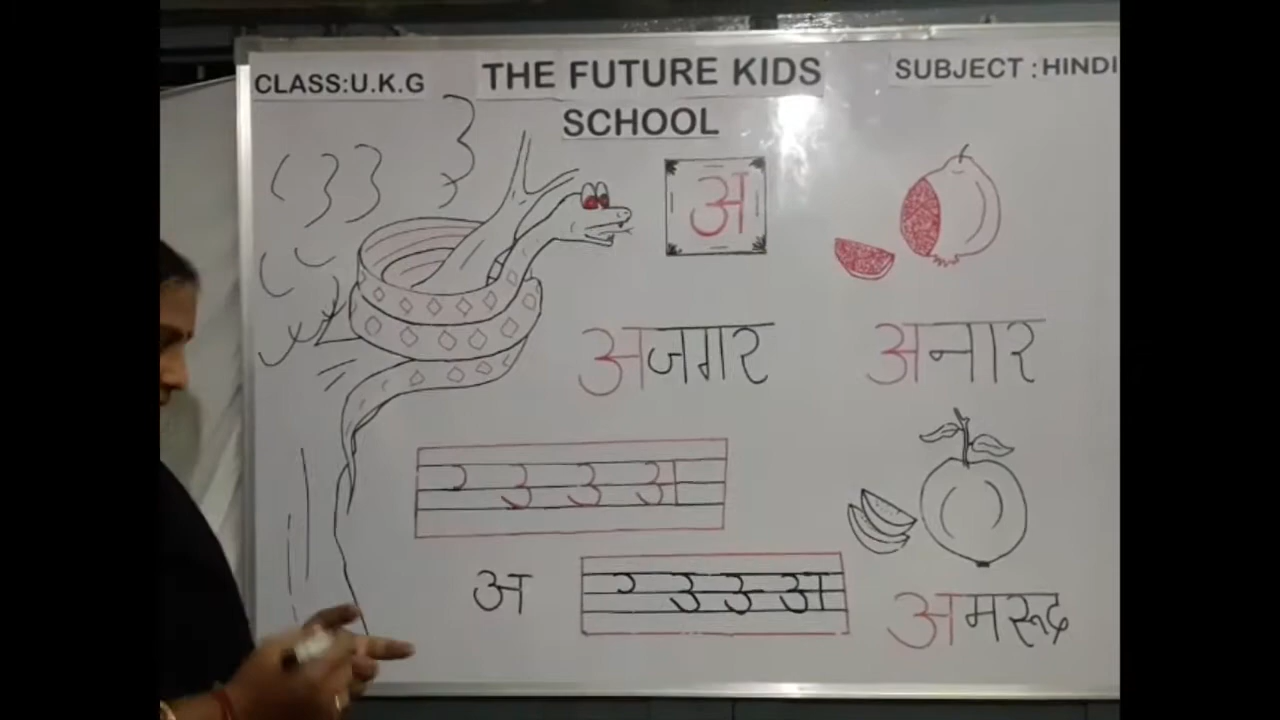 CLASS:U.K.G
THE FUTURE KIDS
SCHOOL
SUBJECT : HINDI
अ
अजगर
अनार
अ
अ
अ
अमरूद